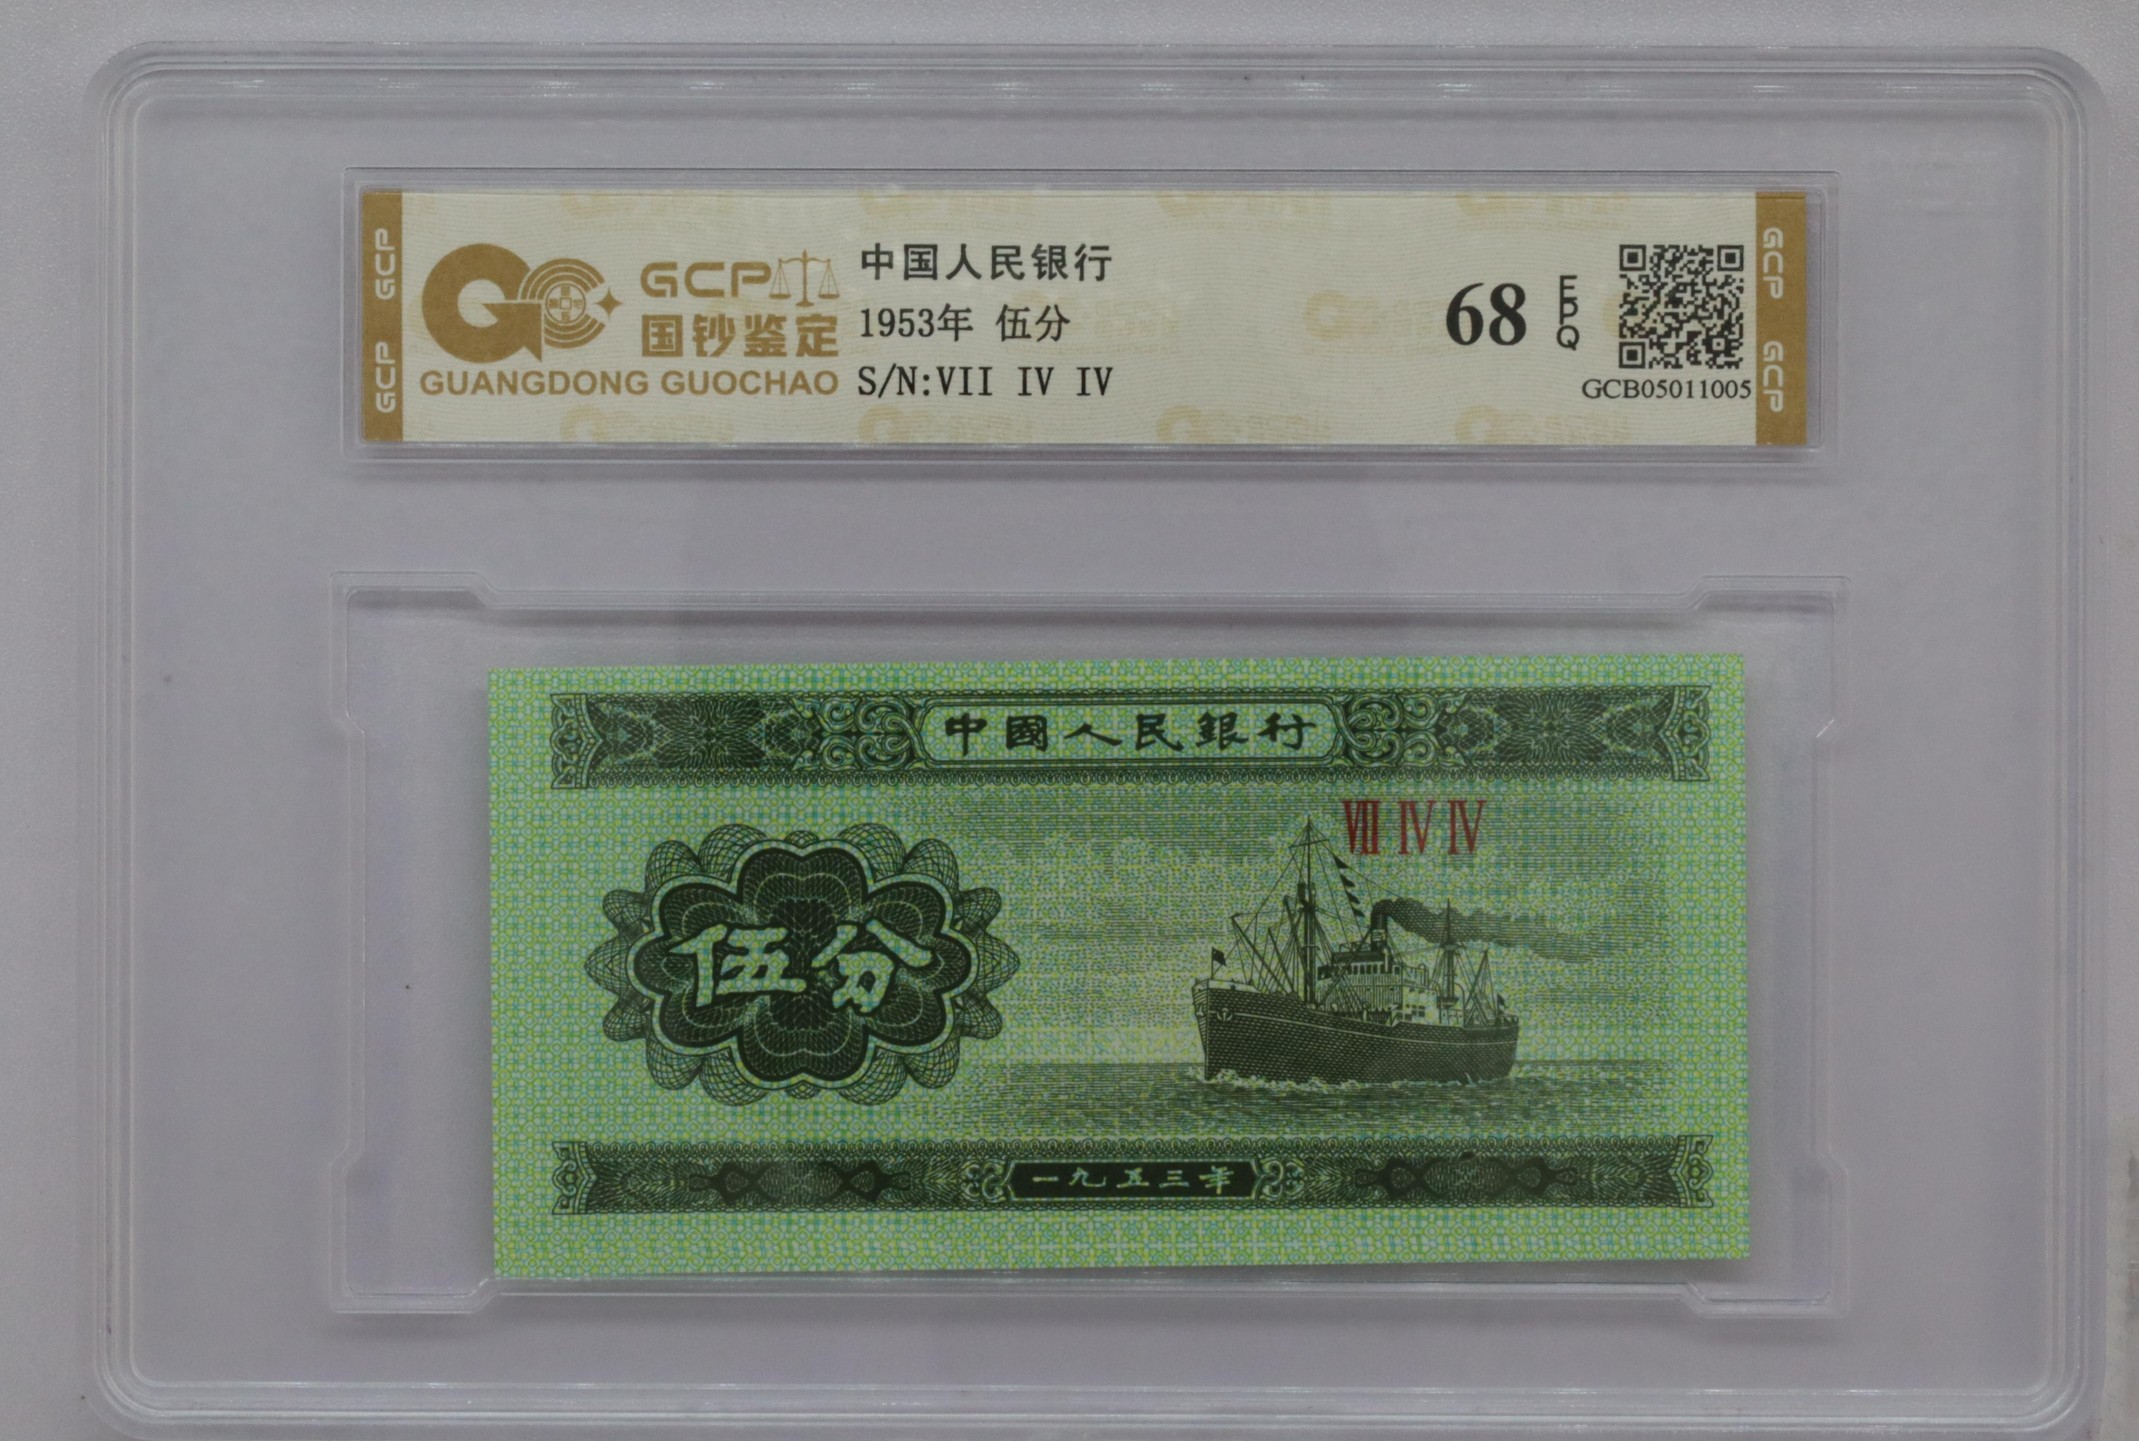 GCP GCP
GCP
国钞鉴定
GUANGDONG GUOCHAO
中国人民银行
1953年 伍分
S/N:VII IV IV
68 EPQ
GCB05011005
GCP GCP
中國人民銀行
VII IV IV
伍分
一九五三年